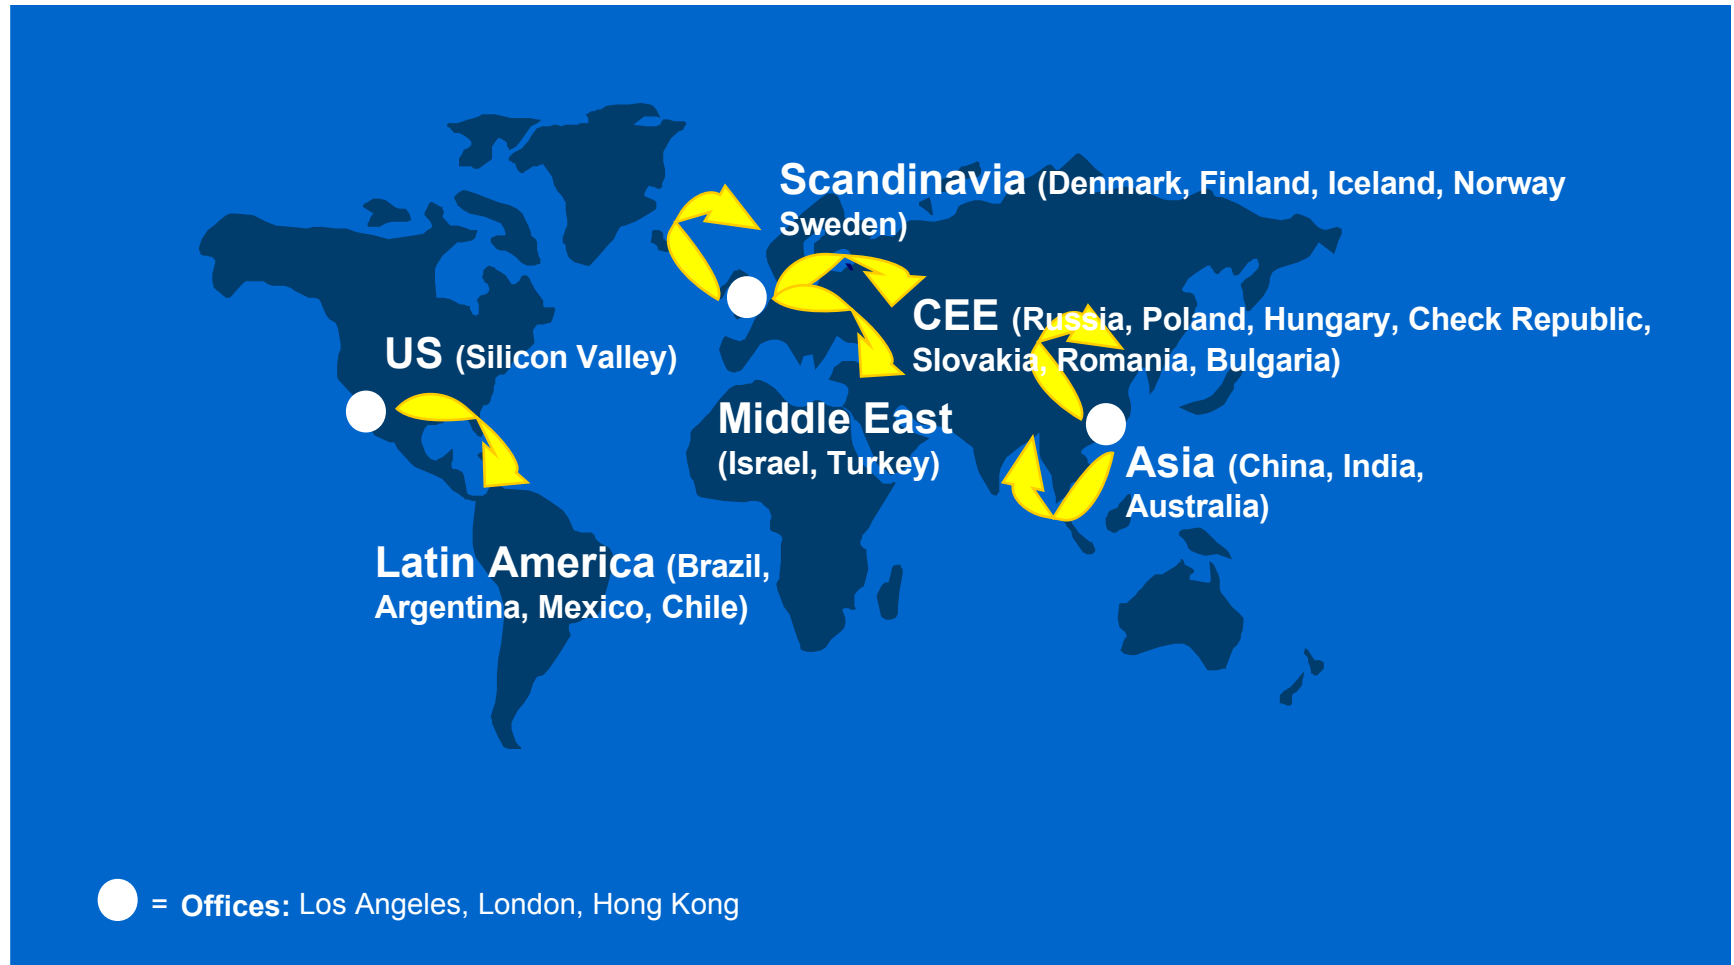 Scandinavia (Denmark, Finland, Iceland, Norway
Sweden)
CEE (Russia, Poland, Hungary, Check Republic,
Slovakia, Romania, Bulgaria)
US (Silicon Valley)
Middle East
(Israel, Turkey)
Asia (China, India,
Australia)
Latin America (Brazil,
Argentina, Mexico, Chile)
= Offices: Los Angeles, London, Hong Kong